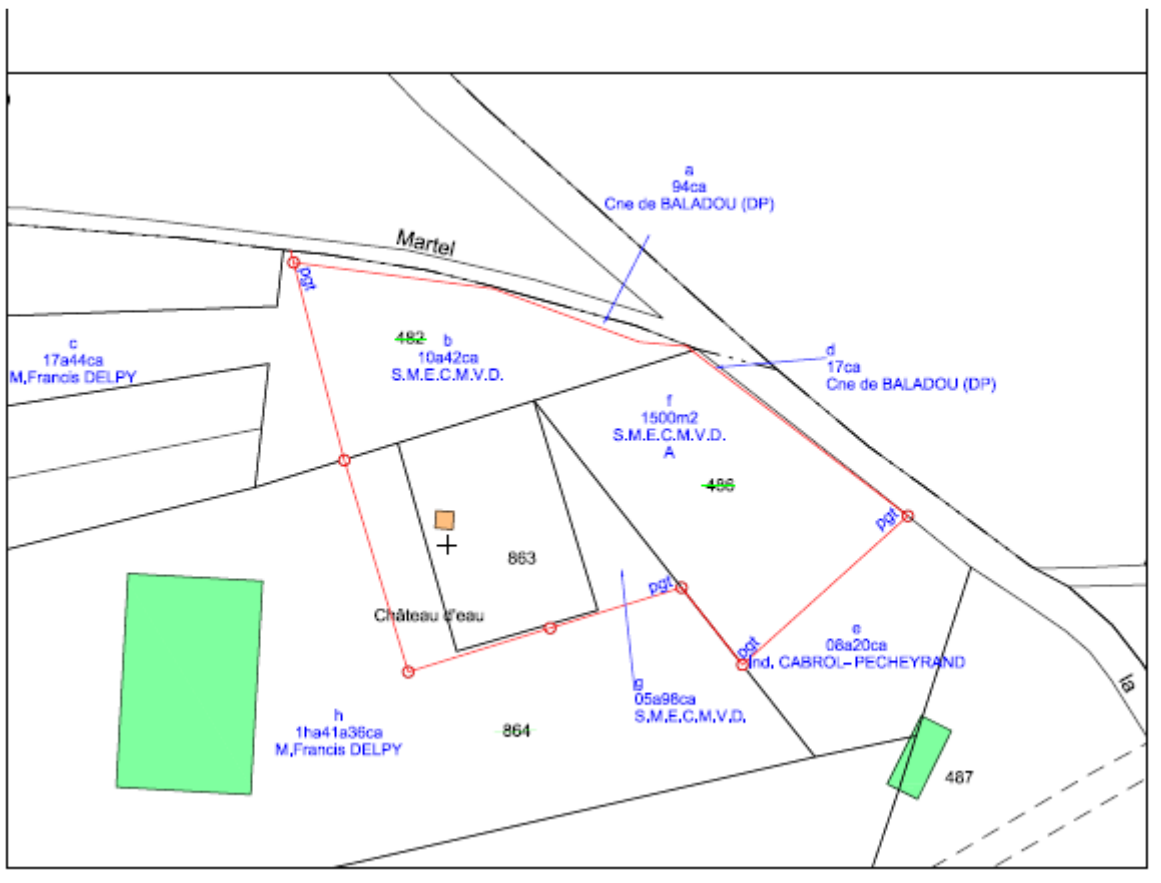 a
94ca
Cne de BALADOU (DP)
Martel
pgt
482
b
10a42ca
S.M.E.C.M.V.D.
c
17a44ca
M,Francis DELPY
d
17ca
Cne de BALADOU (DP)
f
1500m2
S.M.E.C.M.V.D.
A
486
pgt
863
pgt
Château d'eau
pgt
e
08a20ca
Ind. CABROL-PECHEYRAND
la
g
05a98ca
S.M.E.C.M.V.D.
h
1ha41a36ca
M,Francis DELPY
864
487